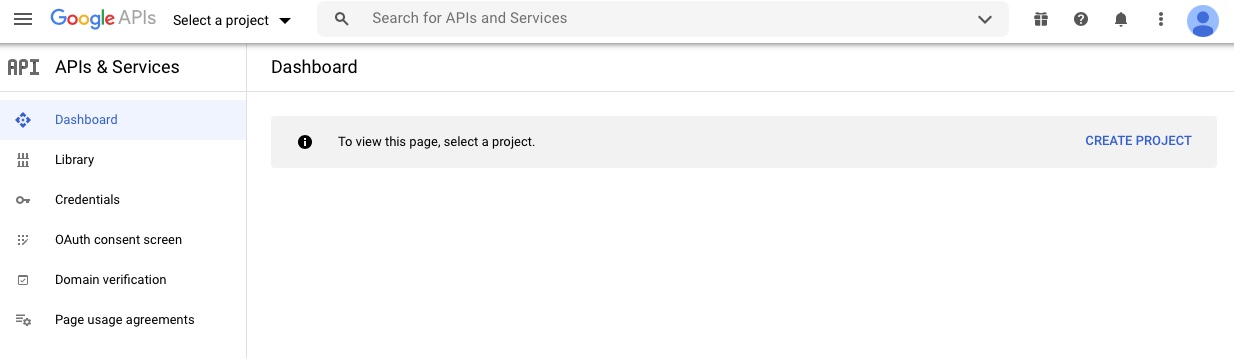 Google APIs
Select a project
Search for APIs and Services
API
APIs & Services
Dashboard
Dashboard
Library
Credentials
OAuth consent screen
Domain verification
Page usage agreements
To view this page, select a project.
CREATE PROJECT